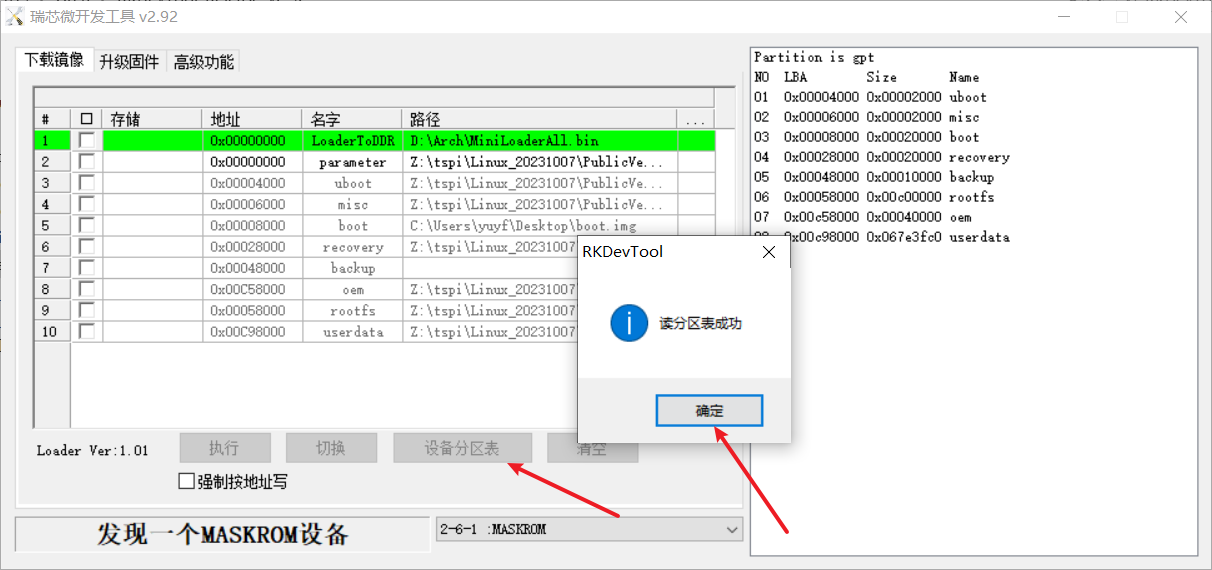 瑞芯微开发工具 v2.92
下载镜像 升级固件 高级功能
# 存储 地址 名字 路径 ...
1 0x00000000 LoaderToDDR D:\Arch\MiniLoaderAll.bin
2 0x00000000 parameter Z:\tspi\Linux_20231007\PublicVe...
3 0x00004000 uboot Z:\tspi\Linux_20231007\PublicVe...
4 0x00006000 misc Z:\tspi\Linux_20231007\PublicVe...
5 0x00008000 boot C:\Users\yuyf\Desktop\boot.img
6 0x00028000 recovery Z:\tspi\Linux_20231007
7 0x00048000 backup
8 0x00C58000 oem Z:\tspi\Linux_20231007
9 0x00058000 rootfs Z:\tspi\Linux_20231007
10 0x00C98000 userdata Z:\tspi\Linux_20231007
Loader Ver:1.01 执行 切换 设备分区表 清空
强制按地址写
发现一个MASKROM设备 2-6-1 :MASKROM
RKDevTool
读分区表成功
确定
Partition is gpt
NO LBA Size Name
01 0x00004000 0x00002000 uboot
02 0x00006000 0x00002000 misc
03 0x00008000 0x00020000 boot
04 0x00028000 0x00020000 recovery
05 0x00048000 0x00010000 backup
06 0x00058000 0x00c00000 rootfs
07 0x00c58000 0x00040000 oem
0x00c98000 0x067e3fc0 userdata